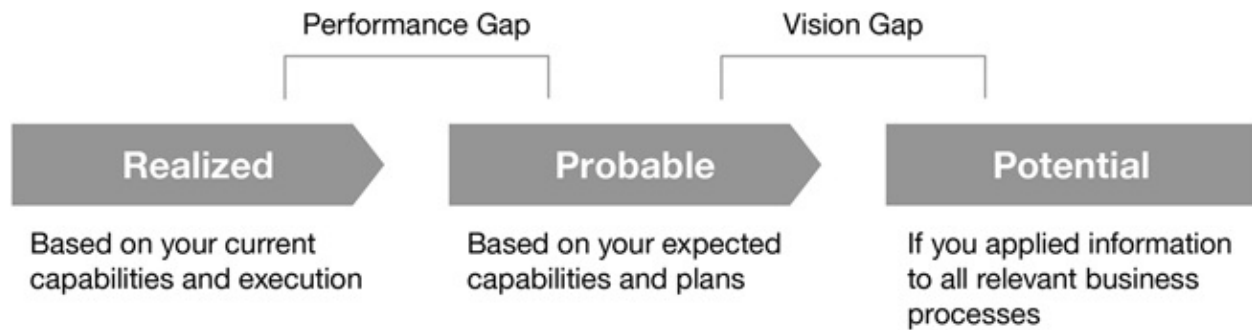 Performance Gap
Vision Gap
Realized
Probable
Potential
Based on your current
capabilities and execution
Based on your expected
capabilities and plans
If you applied information
to all relevant business
processes